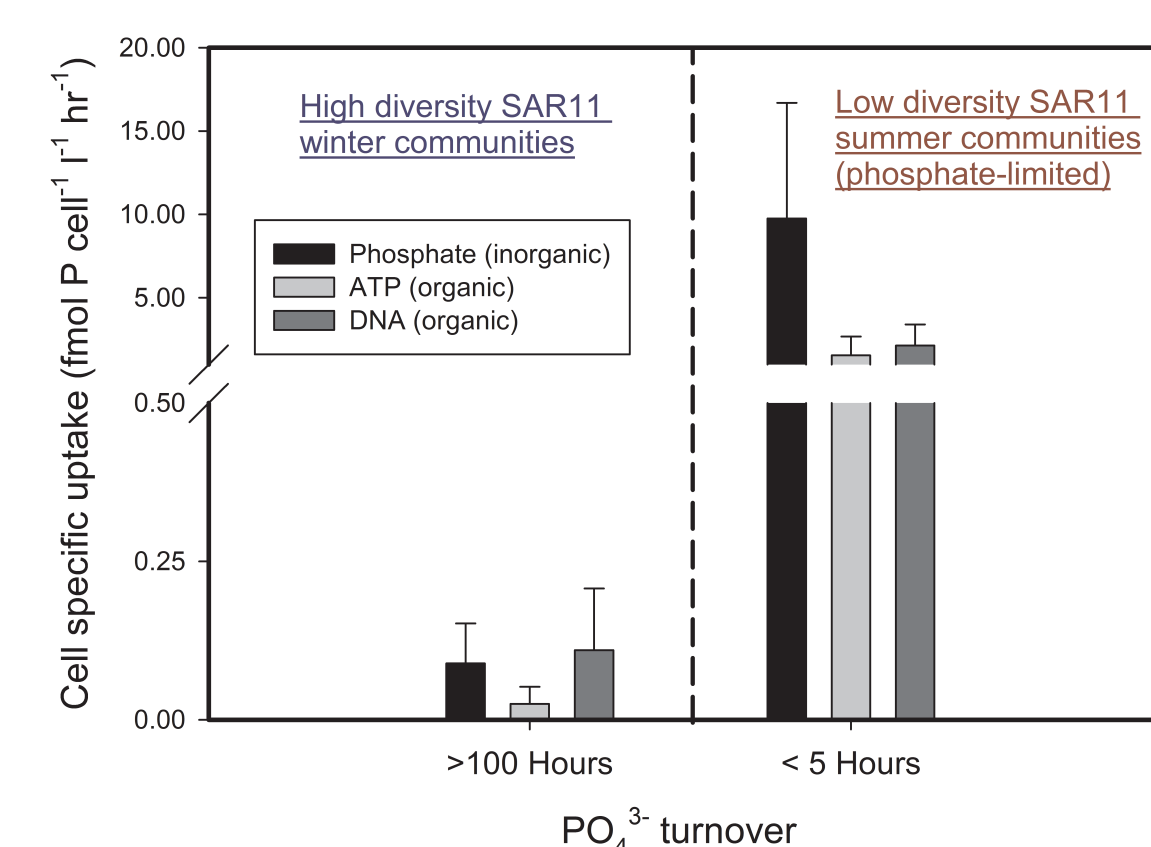 20.00
15.00
10.00
5.00
0.50
0.25
0.00
Cell specific uptake (fmol P cell⁻¹ l⁻¹ hr⁻¹)
High diversity SAR11
winter communities
Low diversity SAR11
summer communities
(phosphate-limited)
Phosphate (inorganic)
ATP (organic)
DNA (organic)
>100 Hours
< 5 Hours
PO₄³⁻ turnover